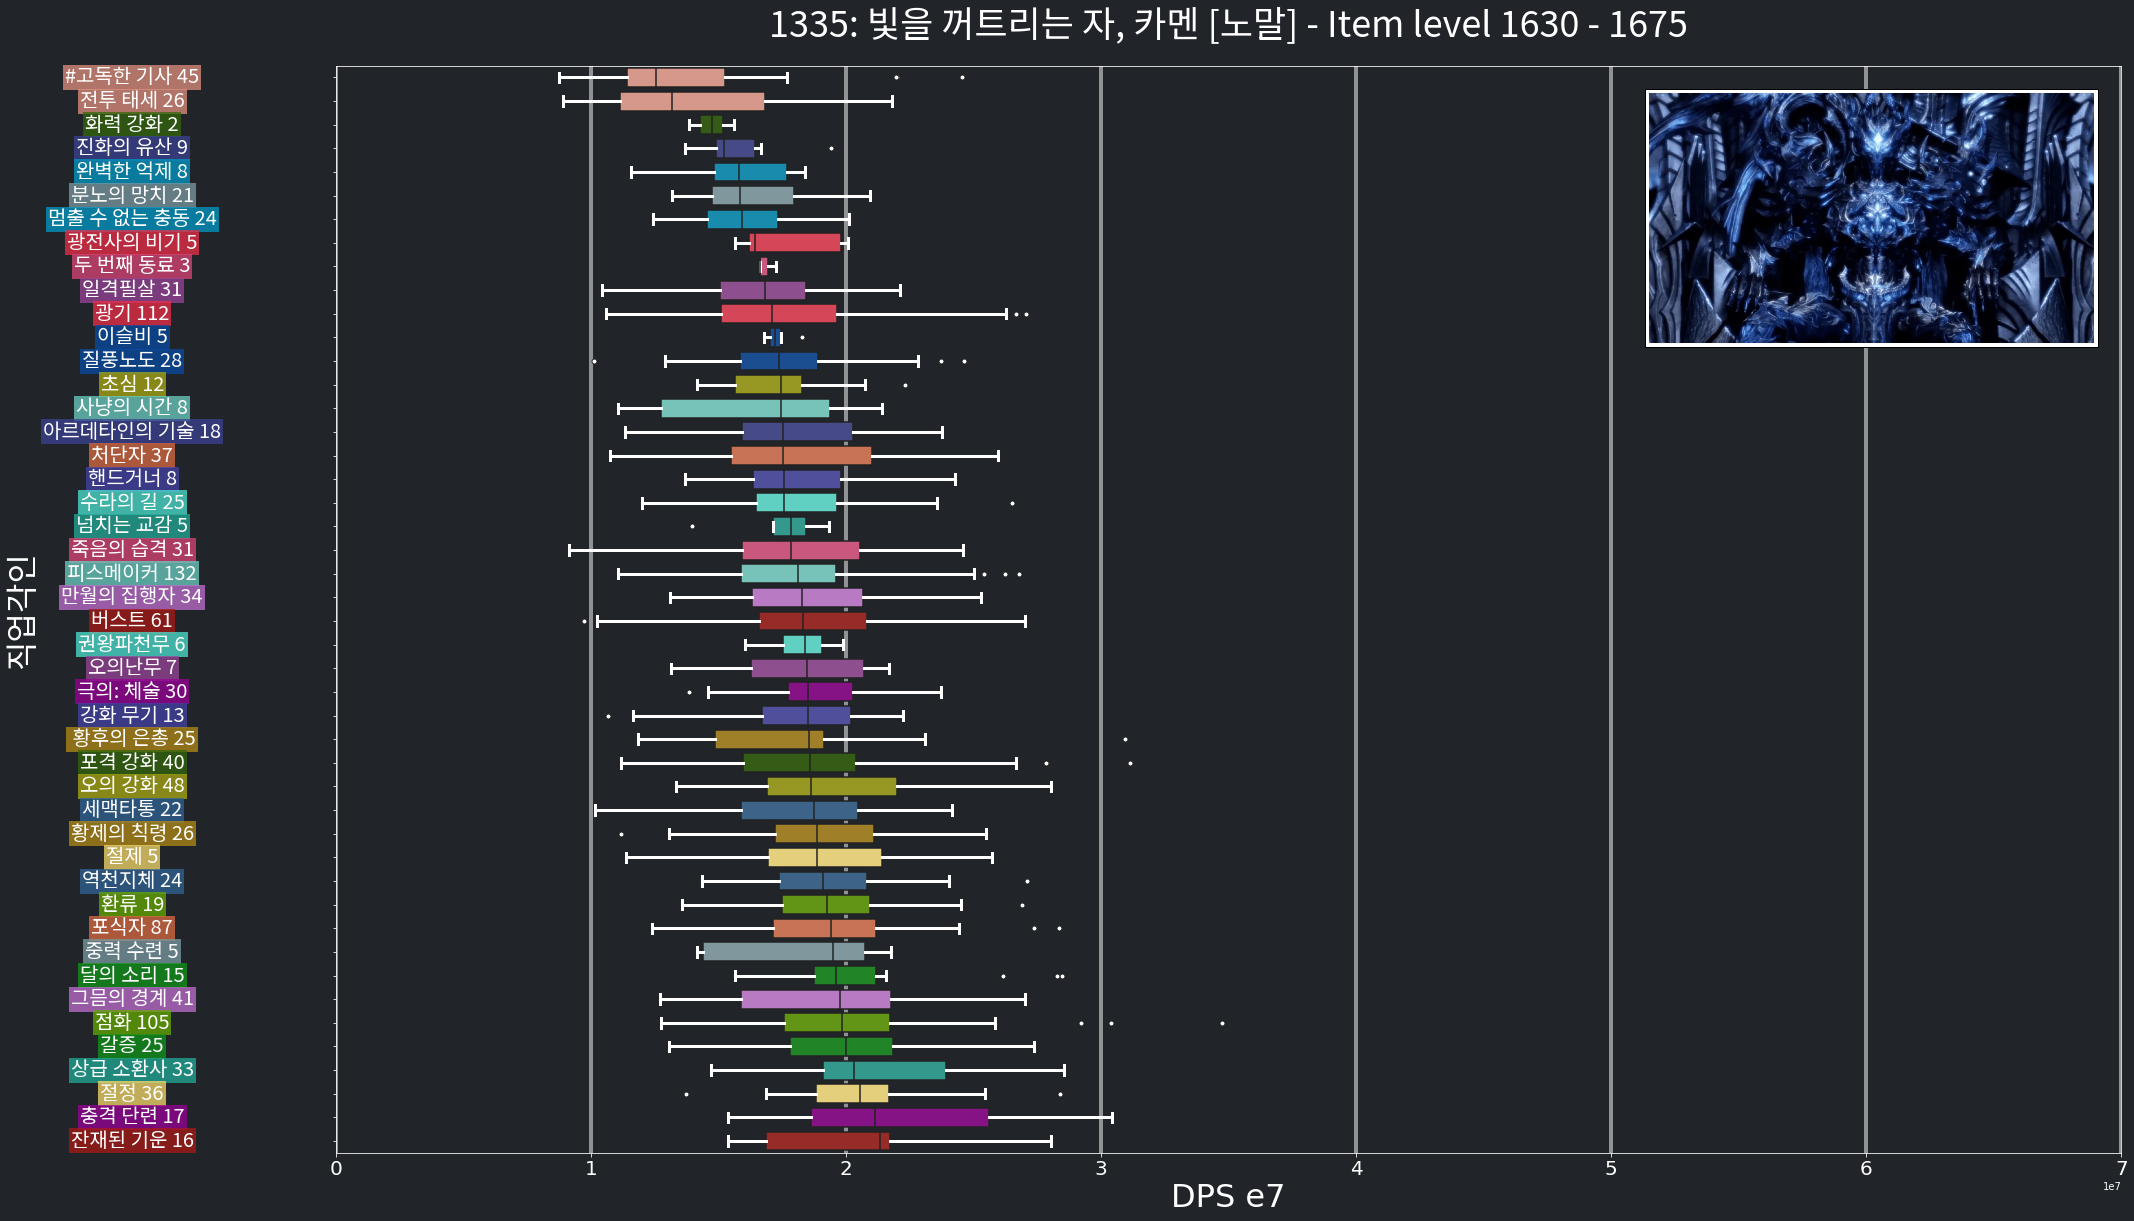 1335: 빛을 꺼트리는 자, 카멘 [노말] - Item level 1630 - 1675
#고독한 기사 45
전투 태세 26
화력 강화 2
진화의 유산 9
완벽한 억제 8
분노의 망치 21
멈출 수 없는 충동 24
광전사의 비기 5
두 번째 동료 3
일격필살 31
광기 112
이슬비 5
질풍노도 28
초심 12
사냥의 시간 8
아르데타인의 기술 18
처단자 37
핸드거너 8
수라의 길 25
넘치는 교감 5
죽음의 습격 31
피스메이커 132
만월의 집행자 34
버스트 61
권왕파천무 6
오의난무 7
극의: 체술 30
강화 무기 13
황후의 은총 25
포격 강화 40
오의 강화 48
세맥타통 22
황제의 칙령 26
절제 5
역천지체 24
환류 19
포식자 87
중력 수련 5
달의 소리 15
그믐의 경계 41
점화 105
갈증 25
상급 소환사 33
절정 36
충격 단련 17
잔재된 기운 16
직업각인
0 1 2 3 4 5 6 7
1e7
DPS e7